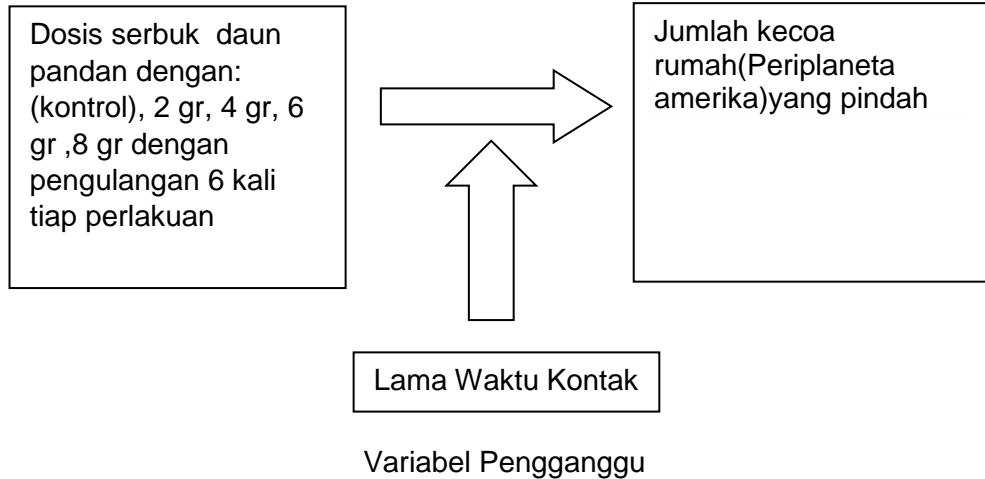 Dosis serbuk daun
pandan dengan:
(kontrol), 2 gr, 4 gr, 6
gr ,8 gr dengan
pengulangan 6 kali
tiap perlakuan
Jumlah kecoa
rumah(Periplaneta
amerika)yang pindah
Lama Waktu Kontak
Variabel Pengganggu